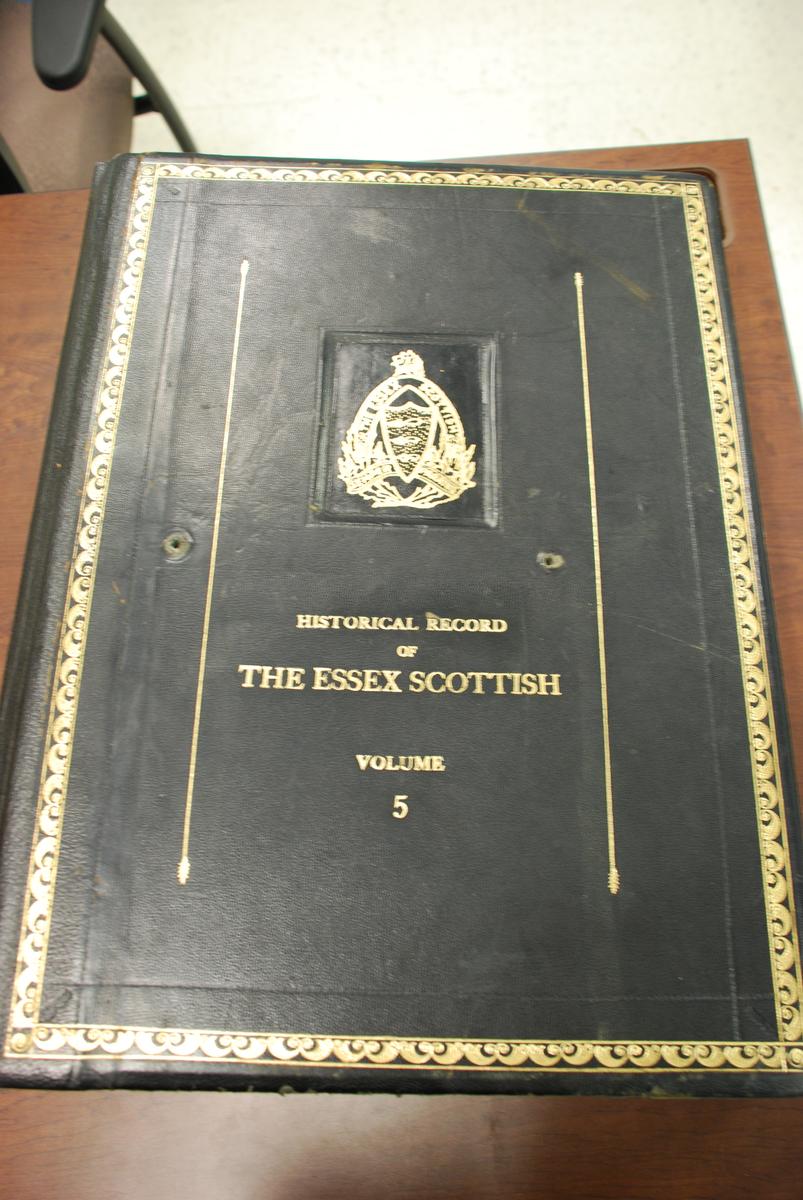 HISTORICAL RECORD
OF
THE ESSEX SCOTTISH
VOLUME
5